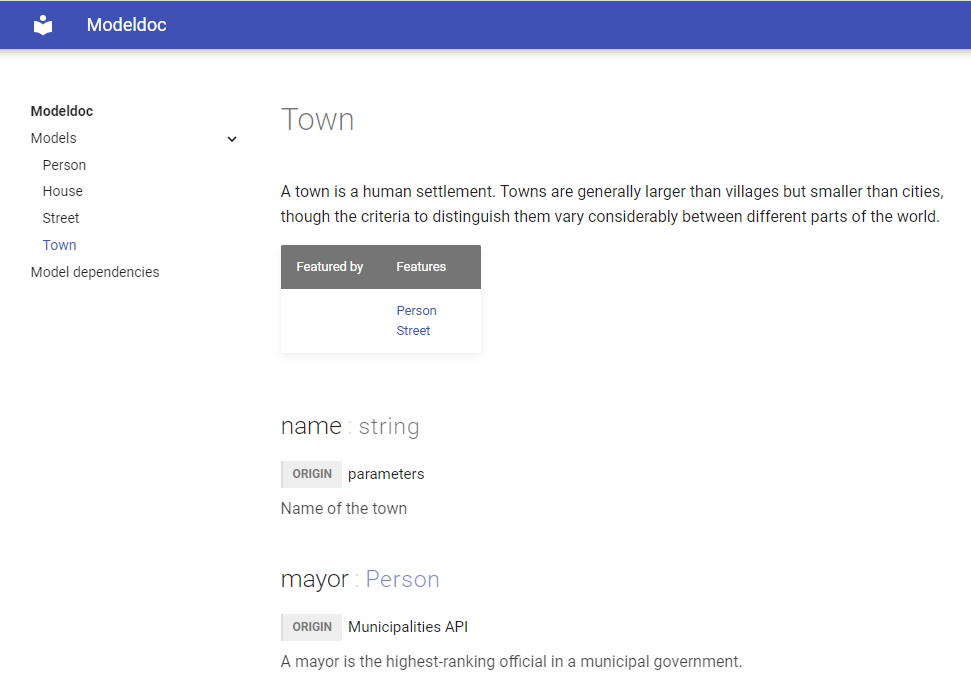 Modeldoc
Modeldoc
Models
Person
House
Street
Town
Model dependencies
Town
A town is a human settlement. Towns are generally larger than villages but smaller than cities,
though the criteria to distinguish them vary considerably between different parts of the world.
Featured by Features
Person
Street
name : string
ORIGIN parameters
Name of the town
mayor : Person
ORIGIN Municipalities API
A mayor is the highest-ranking official in a municipal government.